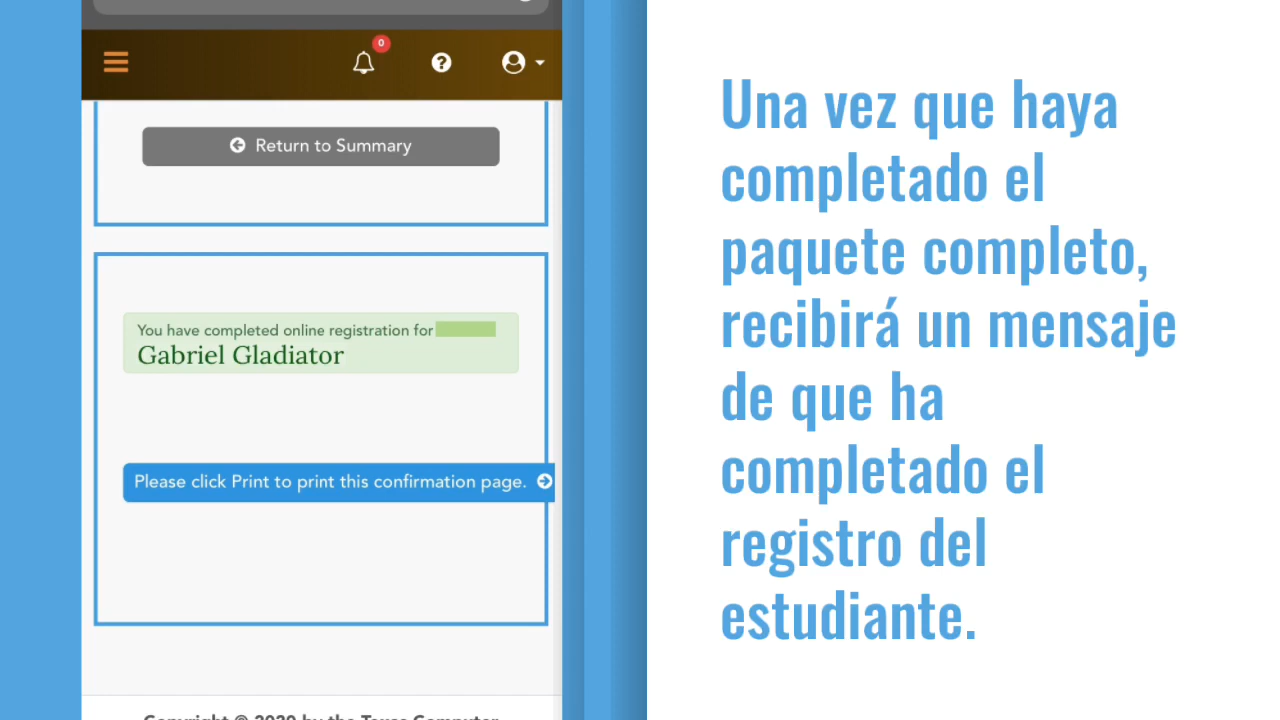 0
Return to Summary
You have completed online registration for
Gabriel Gladiator
Please click Print to print this confirmation page.
Copyright © 2020 by the Texas Computer
Una vez que haya
completado el
paquete completo,
recibirá un mensaje
de que ha
completado el
registro del
estudiante.